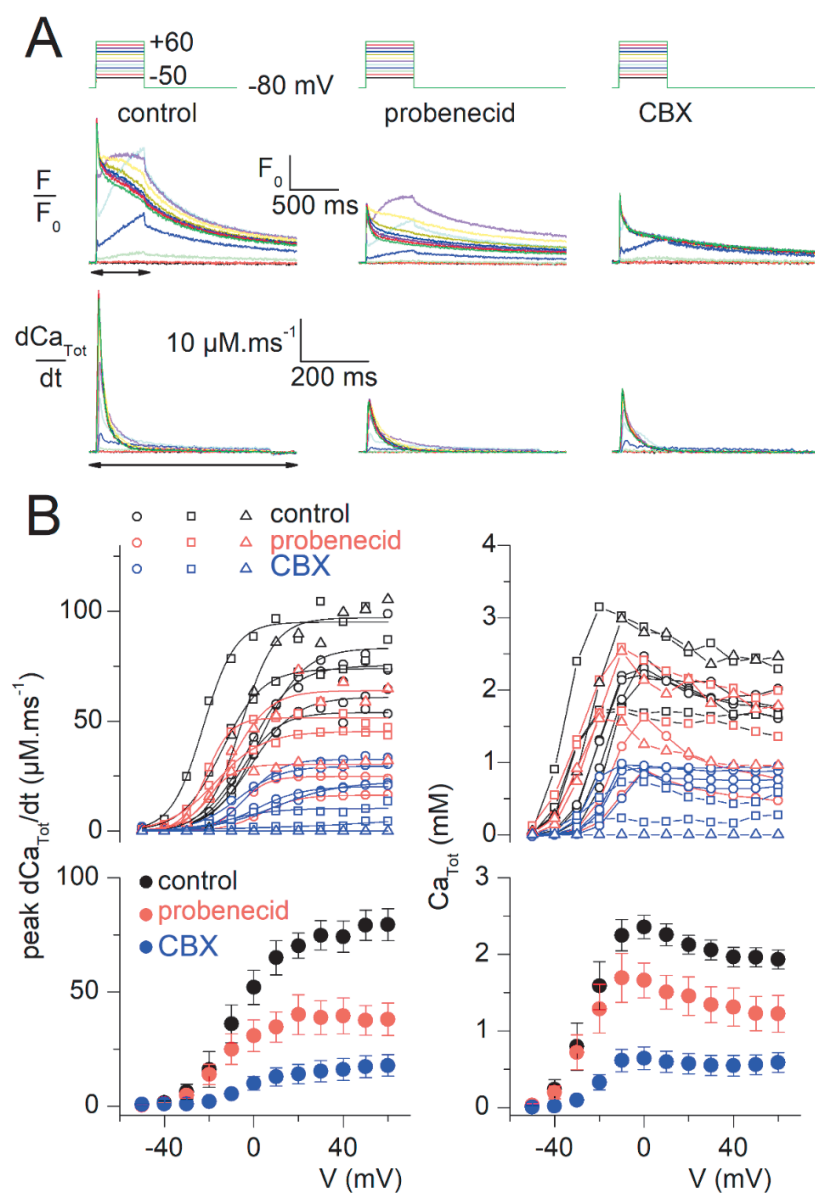 A
+60
-50
-80 mV
control
probenecid
CBX
F
F0
F0
500 ms
dCaTot
dt
10 µM.ms-1
200 ms
B
control
probenecid
CBX
peak dCaTot/dt (µM.ms-1)
100
50
0
100
50
0
control
probenecid
CBX
-40
0
40
V (mV)
CaTot (mM)
4
3
2
1
0
3
2
1
0
-40
0
40
V (mV)